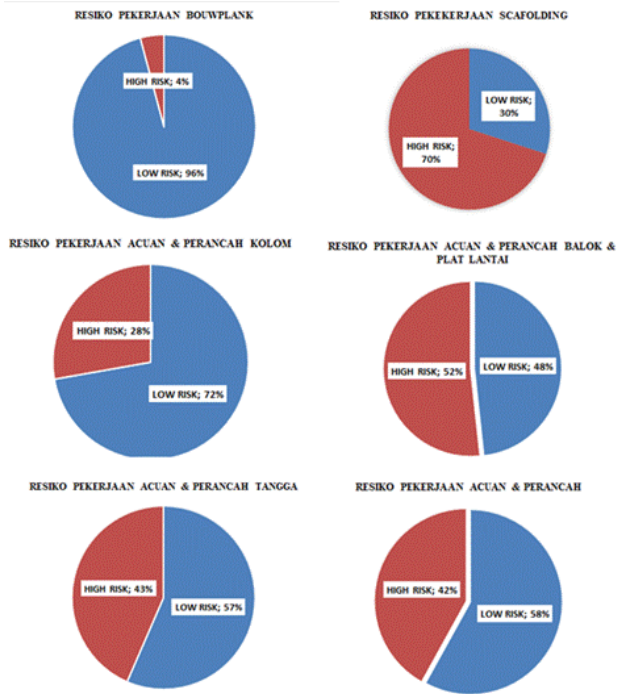 RESIKO PEKERJAAN BOUWPLANK
HIGH RISK; 4%
LOW RISK; 96%
RESIKO PEKEKERJAAN SCAFOLDING
LOW RISK;
30%
HIGH RISK;
70%
RESIKO PEKERJAAN ACUAN & PERANCAH KOLOM
HIGH RISK; 28%
LOW RISK; 72%
RESIKO PEKERJAAN ACUAN & PERANCAH BALOK &
PLAT LANTAI
HIGH RISK; 52%
LOW RISK; 48%
RESIKO PEKERJAAN ACUAN & PERANCAH TANGGA
HIGH RISK; 43%
LOW RISK; 57%
RESIKO PEKERJAAN ACUAN & PERANCAH
HIGH RISK; 42%
LOW RISK; 58%